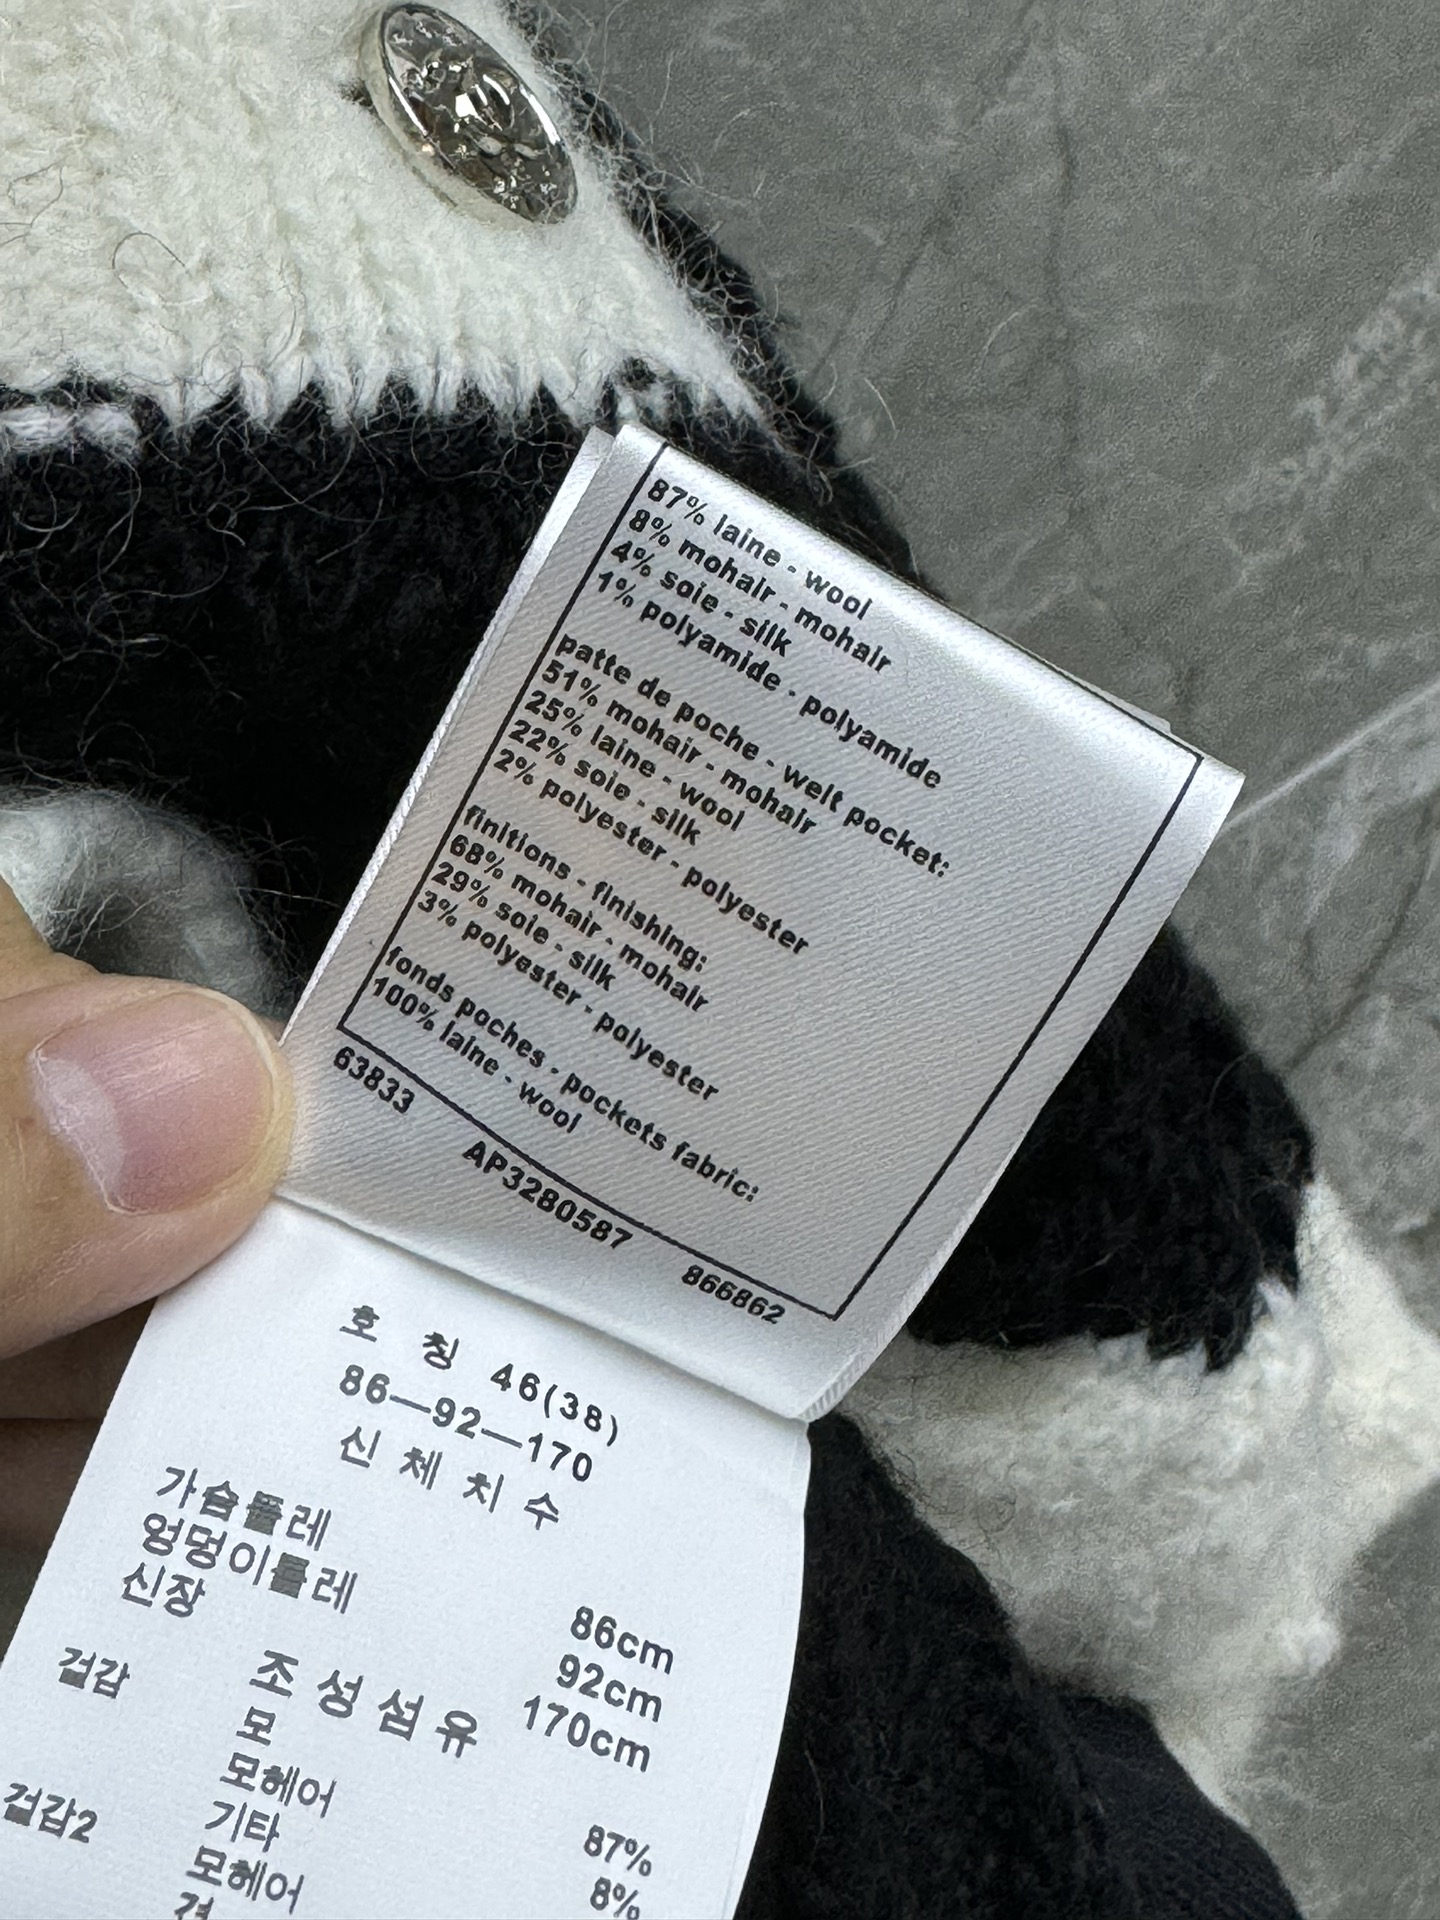 87% laine - wool
8% mohair - mohair
4% soie - silk
1% polyamide - polyamide
patte de poche - welt pocket:
51% mohair - mohair
25% laine - wool
22% soie - silk
2% polyester - polyester
finitions - finishing:
68% mohair - mohair
29% soie - silk
3% polyester - polyester
fonds poches - pockets fabric:
100% laine - wool
63833 AP3280587 866862
호 칭 46(38)
86—92—170
신 체 치 수
가슴둘레 86cm
엉덩이둘레 92cm
신장 170cm
조 성 섬 유
겉감 모 87%
모헤어 8%
기타
겉감2 모헤어